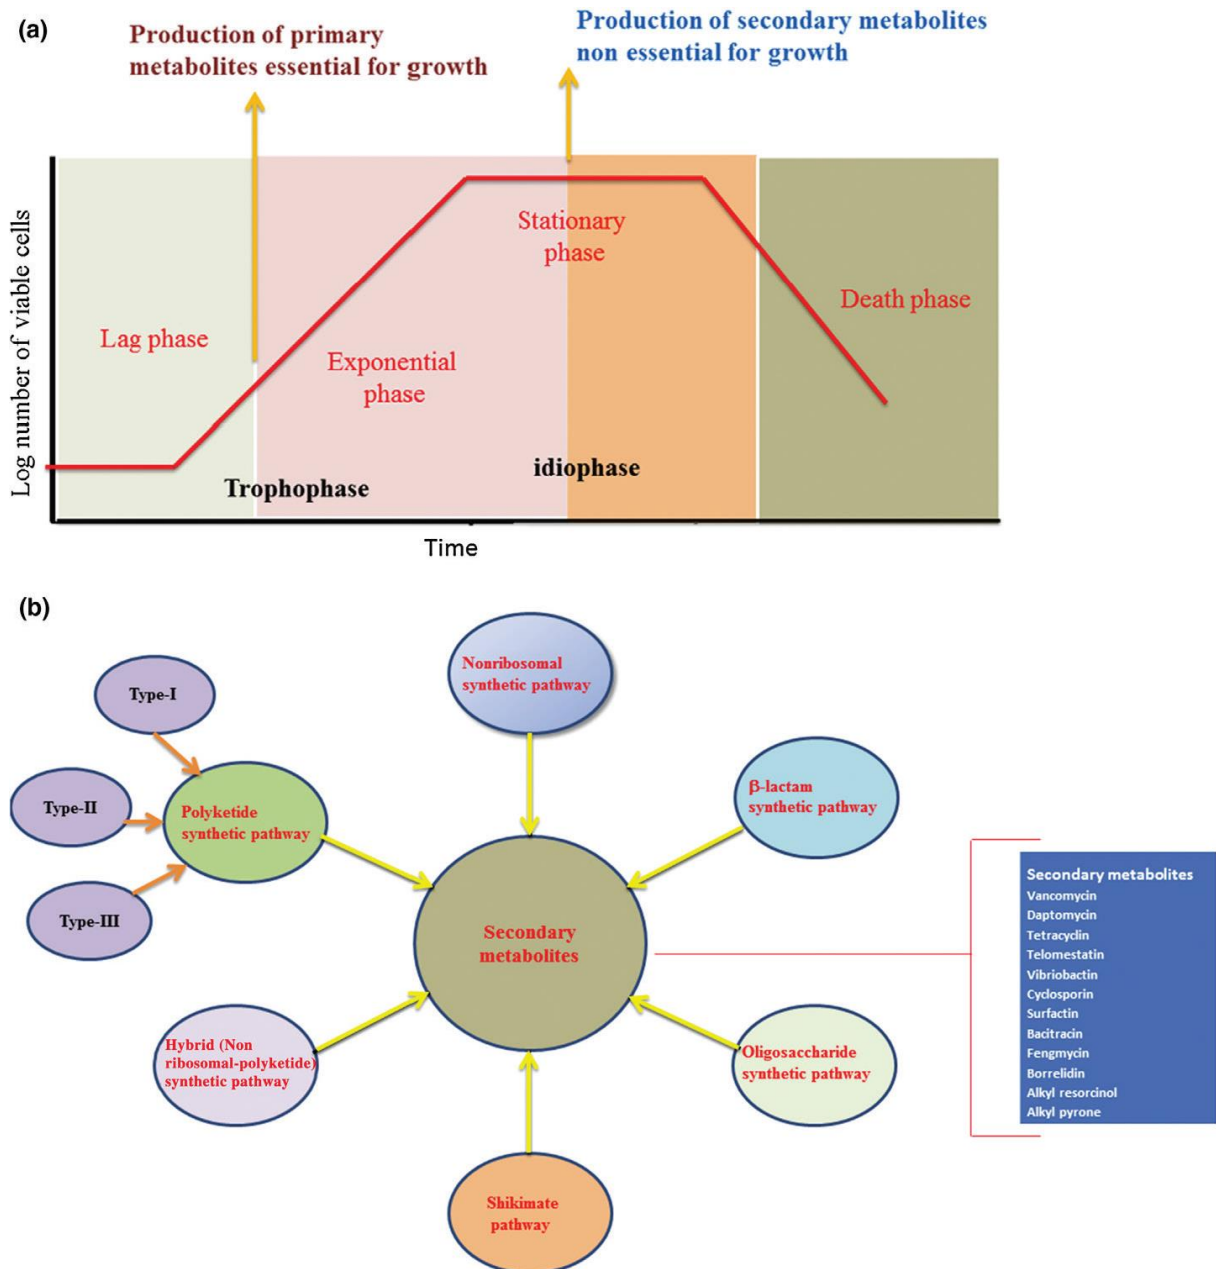 (a)
Production of primary
metabolites essential for growth
Production of secondary metabolites
non essential for growth
Log number of viable cells
Lag phase
Exponential
phase
Stationary
phase
Death phase
Trophophase
idiophase
Time
(b)
Nonribosomal
synthetic pathway
Type-I
Type-II
Type-III
Polyketide
synthetic pathway
β-lactam
synthetic pathway
Secondary
metabolites
Hybrid (Non
ribosomal-polyketide)
synthetic pathway
Oligosaccharide
synthetic pathway
Shikimate
pathway
Secondary metabolites
Vancomycin
Daptomycin
Tetracyclin
Telomestatin
Vibriobactin
Cyclosporin
Surfactin
Bacitracin
Fengmycin
Borrelidin
Alkyl resorcinol
Alkyl pyrone